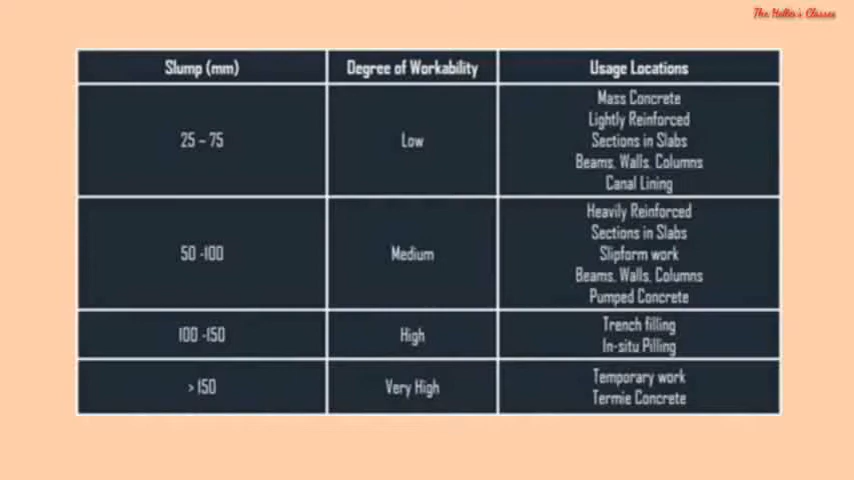 The Heller's Classes
Slump (mm)
Degree of Workability
Usage Locations
25 – 75
Low
Mass Concrete
Lightly Reinforced
Sections in Slabs
Beams, Walls, Columns
Canal Lining
50 -100
Medium
Heavily Reinforced
Sections in Slabs
Slipform work
Beams, Walls, Columns
Pumped Concrete
100 -150
High
Trench filling
In-situ Pilling
> 150
Very High
Temporary work
Termie Concrete